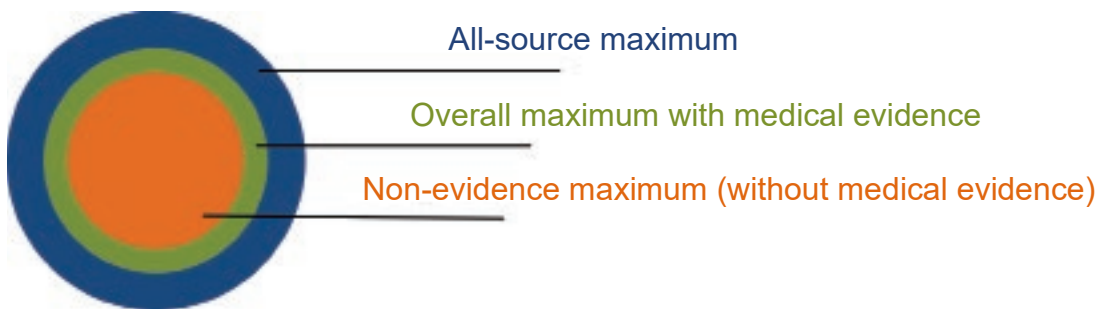 All-source maximum
Overall maximum with medical evidence
Non-evidence maximum (without medical evidence)